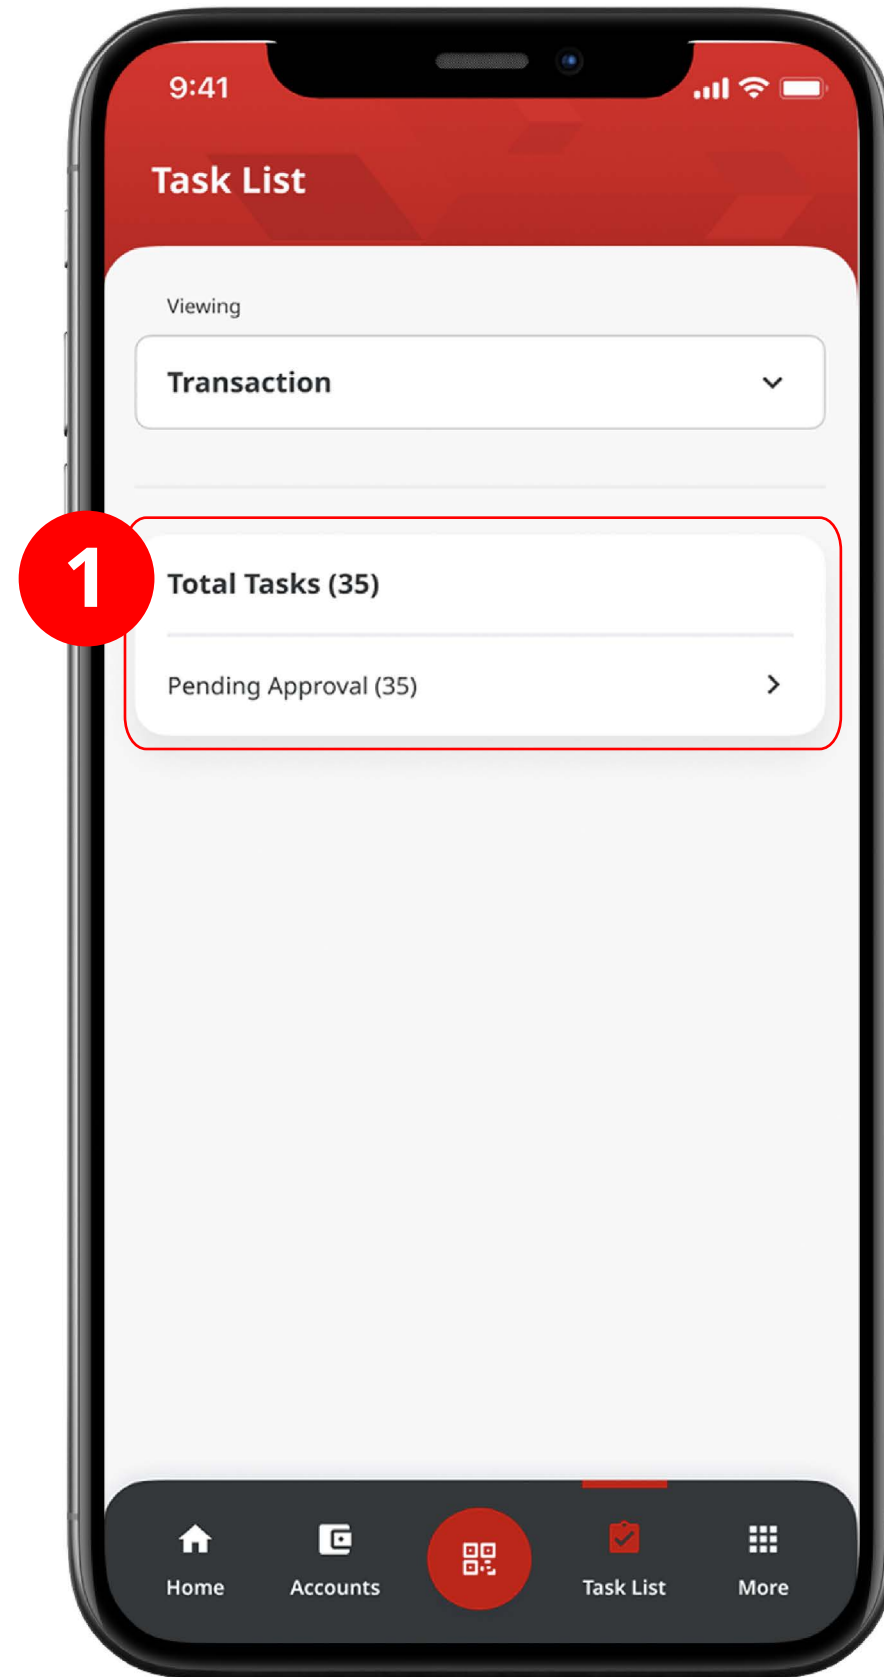 9:41
Task List
Viewing
Transaction
1
Total Tasks (35)
Pending Approval (35)
Home
Accounts
Task List
More